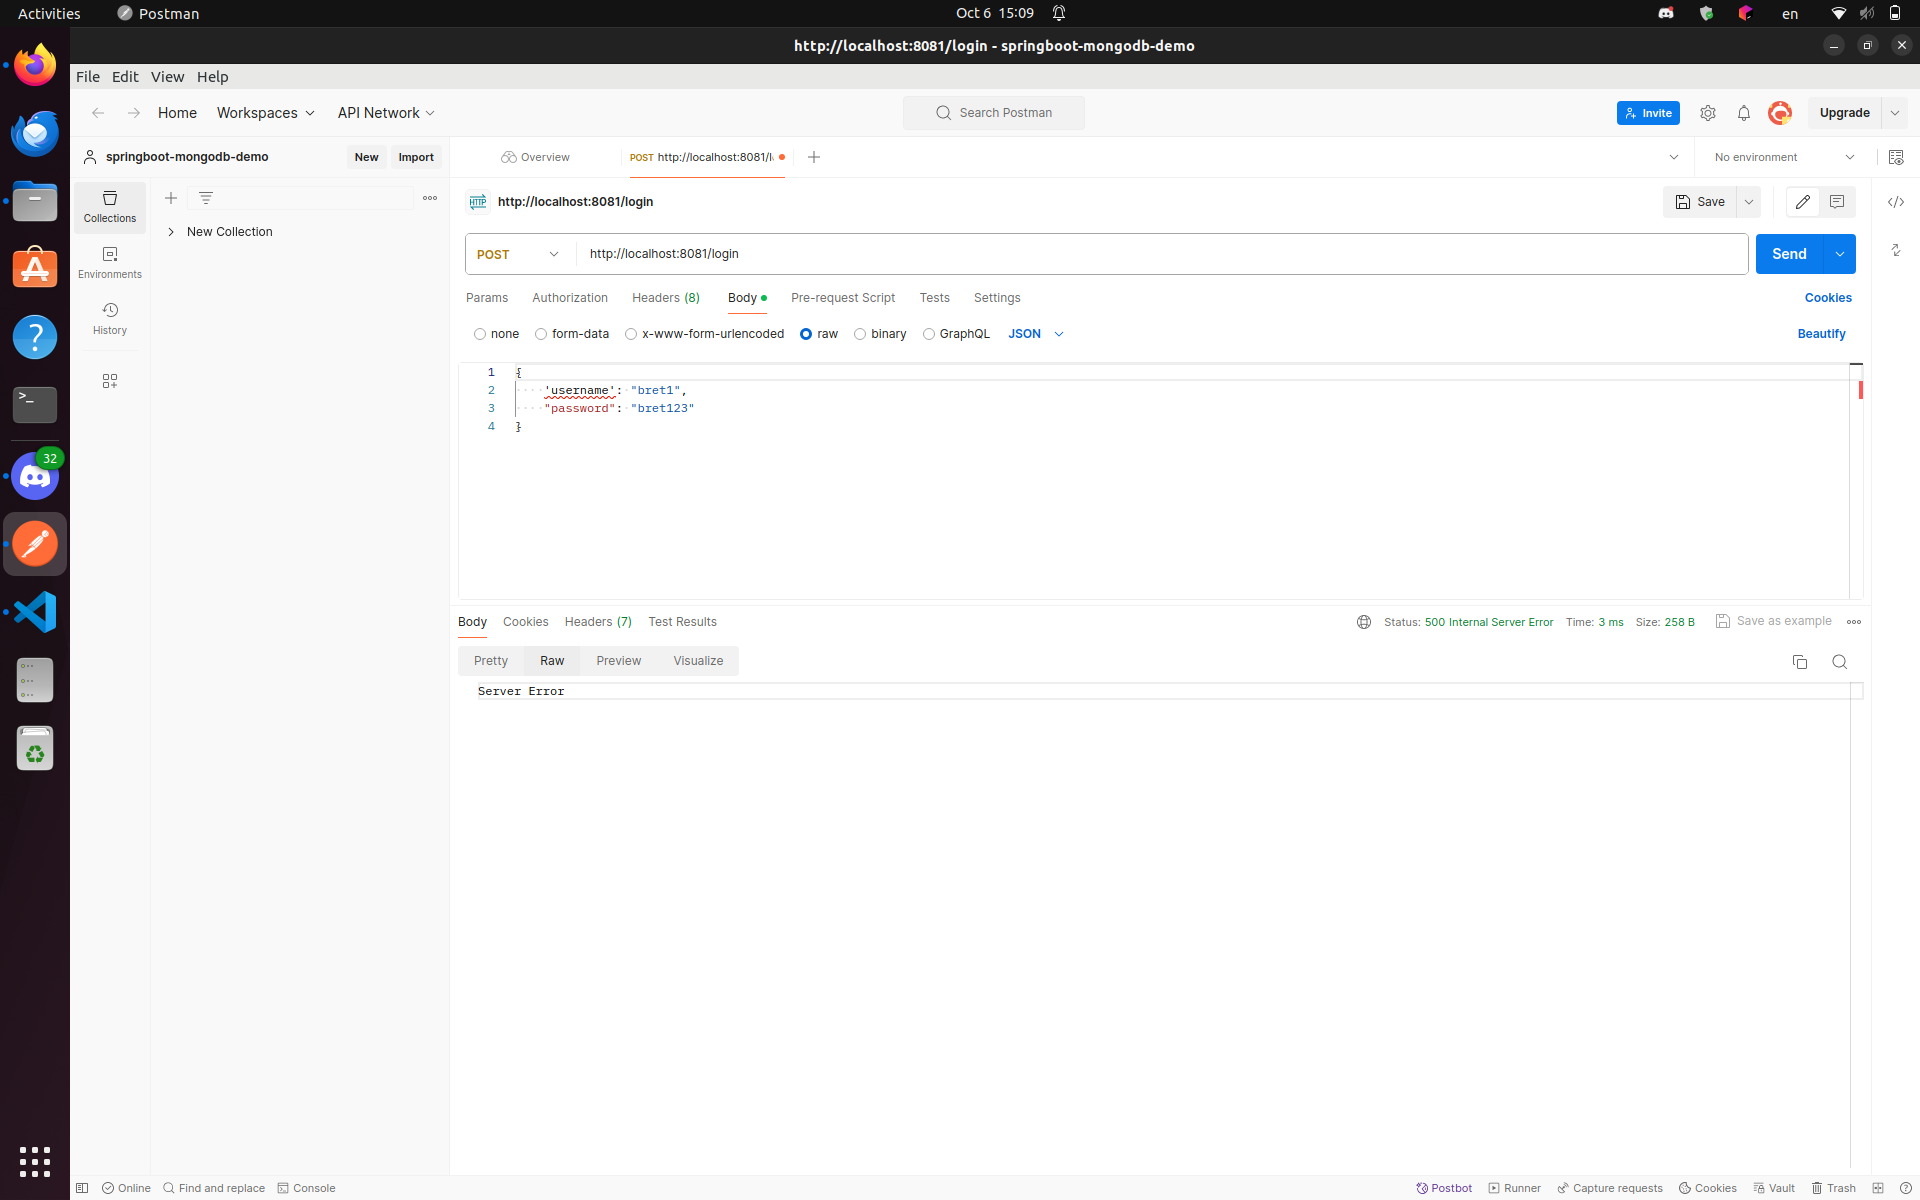 Activities
Postman
Oct 6 15:09
en
http://localhost:8081/login - springboot-mongodb-demo
File Edit View Help
Home Workspaces API Network
Search Postman
Invite
Upgrade
springboot-mongodb-demo
New Import
Overview
POST http://localhost:8081/l
No environment
Collections
Environments
History
New Collection
HTTP http://localhost:8081/login
Save
POST http://localhost:8081/login
Send
Params Authorization Headers (8) Body Pre-request Script Tests Settings
Cookies
none form-data x-www-form-urlencoded raw binary GraphQL JSON
Beautify
1 {
2 'username': "bret1",
3 "password": "bret123"
4 }
32
Body Cookies Headers (7) Test Results
Status: 500 Internal Server Error Time: 3 ms Size: 258 B
Save as example
Pretty Raw Preview Visualize
Server Error
Online Find and replace Console
Postbot Runner Capture requests Cookies Vault Trash